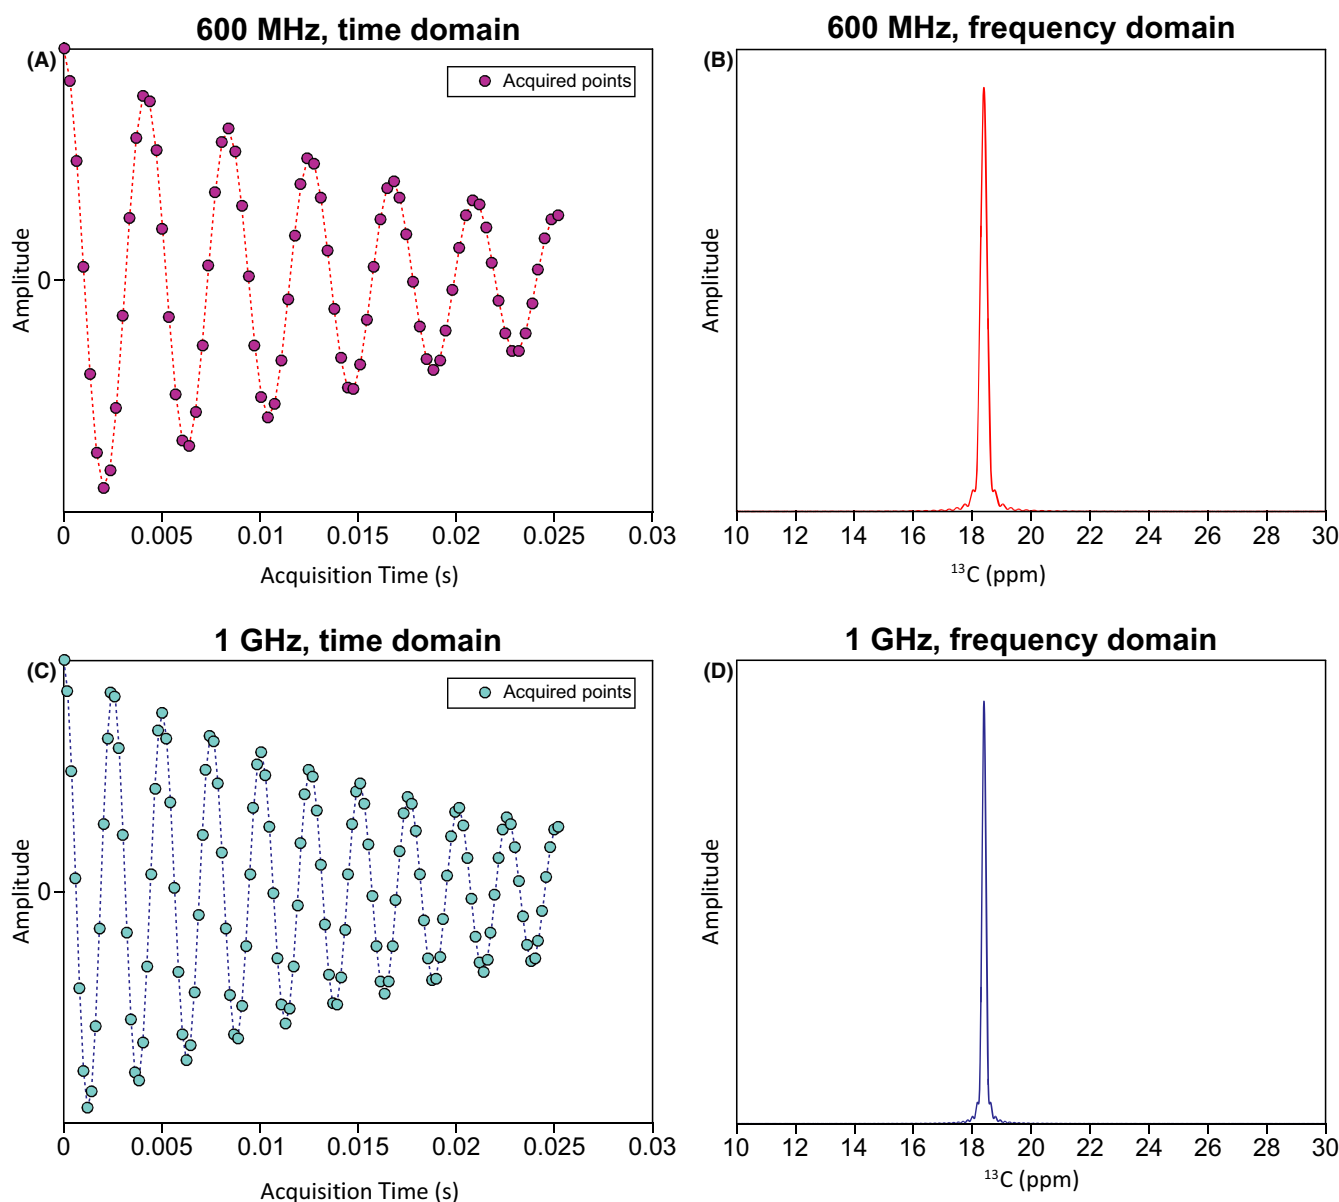 600 MHz, time domain
(A)
Acquired points
Amplitude
0
0 0.005 0.01 0.015 0.02 0.025 0.03
Acquisition Time (s)
600 MHz, frequency domain
(B)
Amplitude
10 12 14 16 18 20 22 24 26 28 30
¹³C (ppm)
1 GHz, time domain
(C)
Acquired points
Amplitude
0
0 0.005 0.01 0.015 0.02 0.025 0.03
Acquisition Time (s)
1 GHz, frequency domain
(D)
Amplitude
10 12 14 16 18 20 22 24 26 28 30
¹³C (ppm)